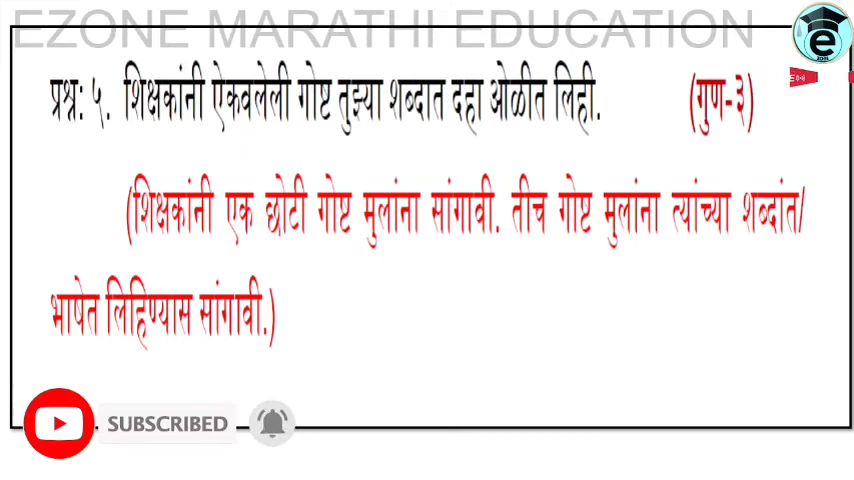 EZONE MARATHI EDUCATION
प्रश्न: ५. शिक्षकांनी ऐकवलेली गोष्ट तुझ्या शब्दात दहा ओळीत लिही. (गुण-३)
(शिक्षकांनी एक छोटी गोष्ट मुलांना सांगावी. तीच गोष्ट मुलांना त्यांच्या शब्दांत/
भाषेत लिहिण्यास सांगावी.)
SUBSCRIBED